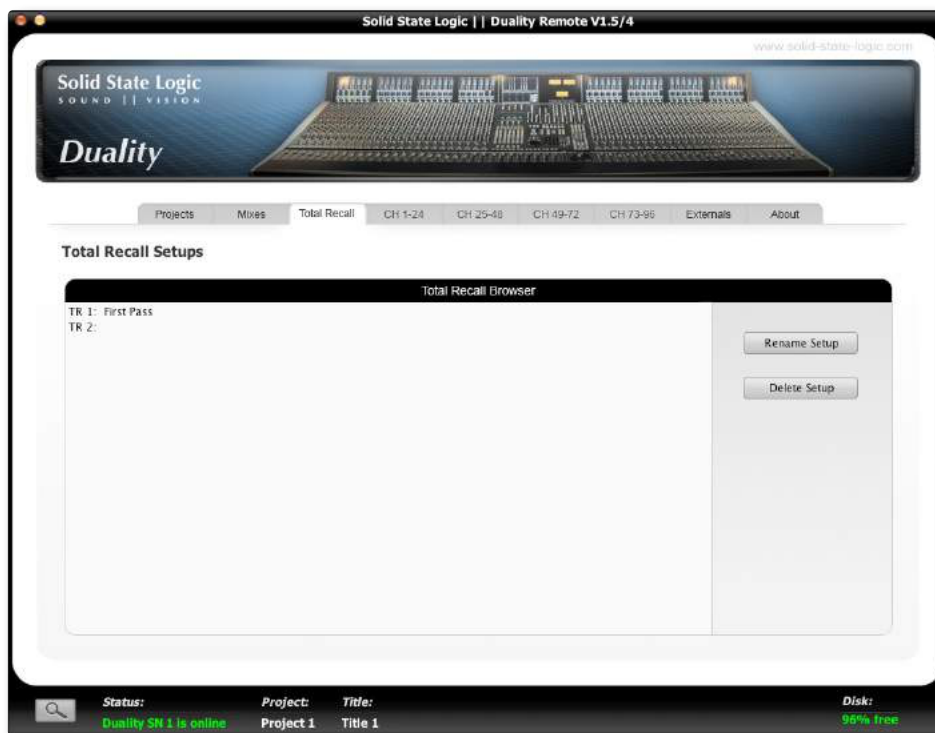 Solid State Logic || Duality Remote V1.5/4
www.solid-state-logic.com
Solid State Logic
SOUND || VISION
Duality
Projects Mixes Total Recall CH 1-24 CH 25-48 CH 49-72 CH 73-96 Externals About
Total Recall Setups
Total Recall Browser
TR 1: First Pass
TR 2:
Rename Setup
Delete Setup
Status: Project: Title: Disk:
Duality SN 1 is online Project 1 Title 1 96% free